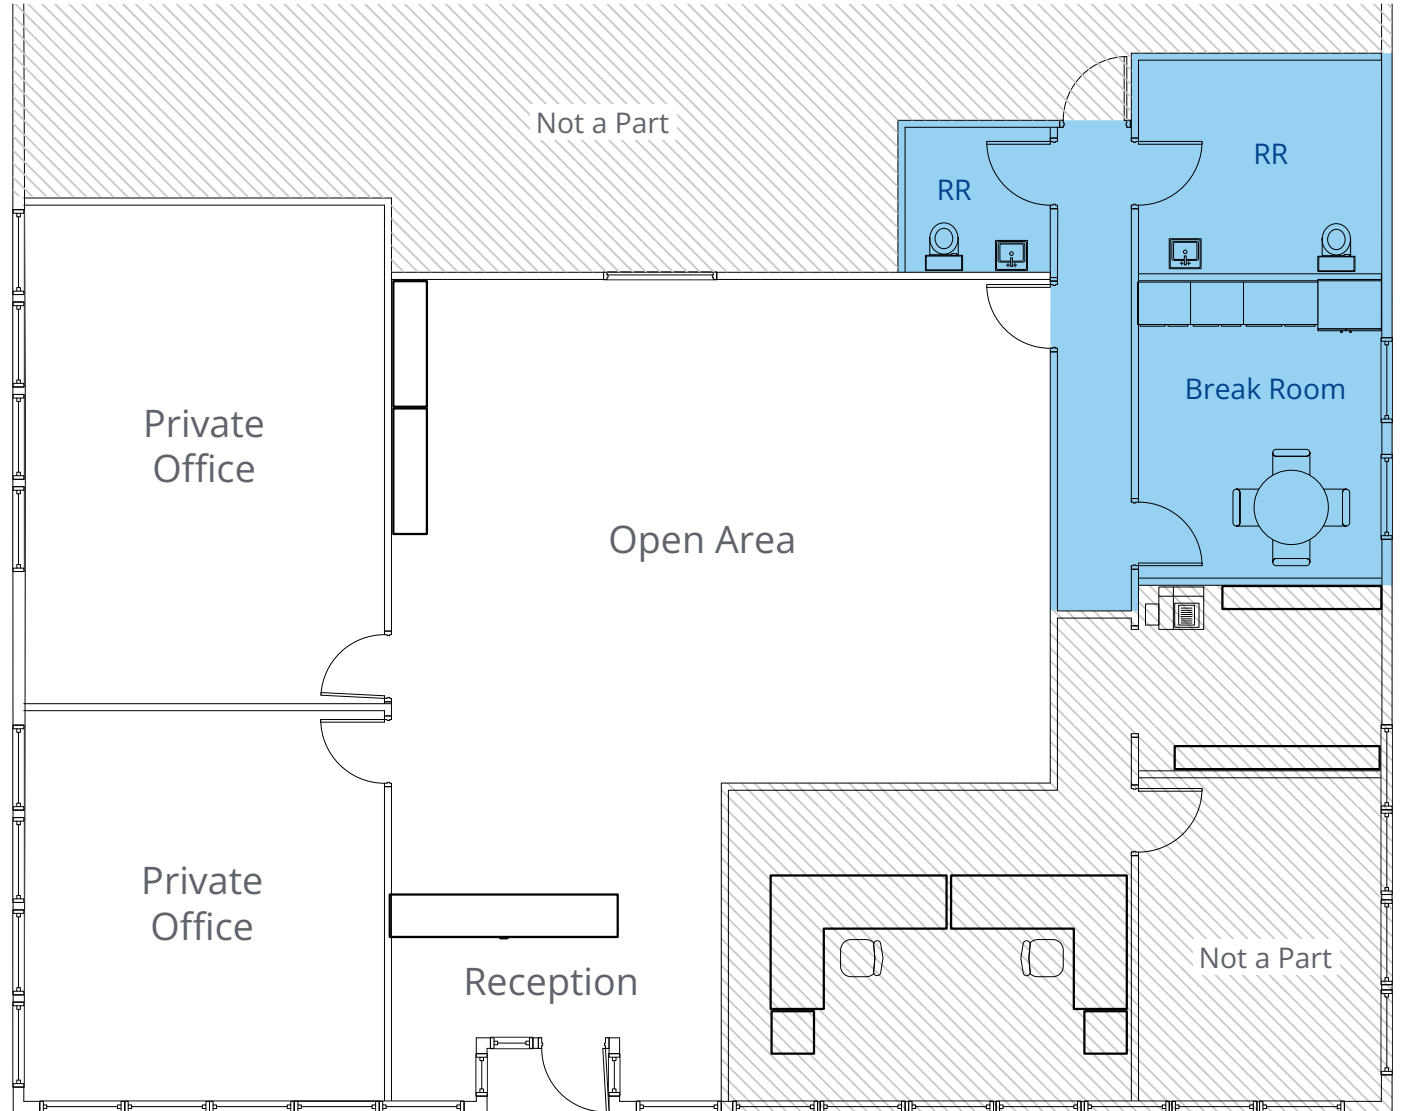 Not a Part
RR
RR
Break Room
Private
Office
Open Area
Private
Office
Reception
Not a Part